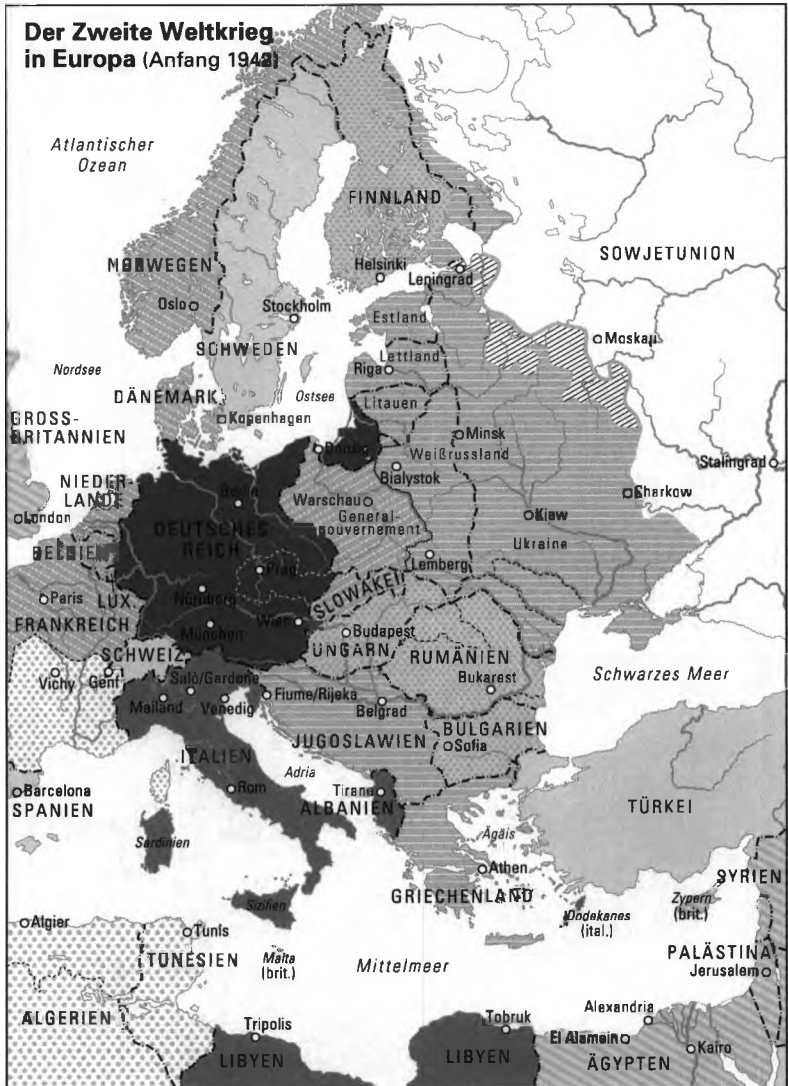 Der Zweite Weltkrieg
in Europa (Anfang 1942)
Atlantischer
Ozean
FINNLAND
NORWEGEN
SOWJETUNION
Helsinki
Leningrad
Oslo
Stockholm
Estland
Moskau
SCHWEDEN
Lettland
Nordsee
Riga
DÄNEMARK
Ostsee
Litauen
GROSS-
BRITANNIEN
Kopenhagen
Minsk
Danzig
Weißrussland
Stalingrad
Bialystok
NIEDER-
LANDE
Berlin
Warschau
Charkow
London
General-
gouvernement
Kiew
DEUTSCHES
REICH
Ukraine
BELGIEN
Prag
Lemberg
Paris
LUX.
Nürnberg
SLOWAKEI
FRANKREICH
München
Wien
Budapest
SCHWEIZ
UNGARN
RUMÄNIEN
Schwarzes Meer
Vichy
Genf
Salò/Gardone
Fiume/Rijeka
Bukarest
Mailand
Venedig
Belgrad
BULGARIEN
JUGOSLAWIEN
Sofia
ITALIEN
Adria
Barcelona
Tirana
SPANIEN
Rom
ALBANIEN
TÜRKEI
Ägäis
Sardinien
Athen
SYRIEN
GRIECHENLAND
Sizilien
Dodekanes
(ital.)
Zypern
(brit.)
Algier
Tunis
TUNESIEN
Malta
(brit.)
Mittelmeer
PALÄSTINA
Jerusalem
Alexandria
ALGERIEN
Tripolis
Tobruk
El Alamein
Kairo
LIBYEN
LIBYEN
ÄGYPTEN